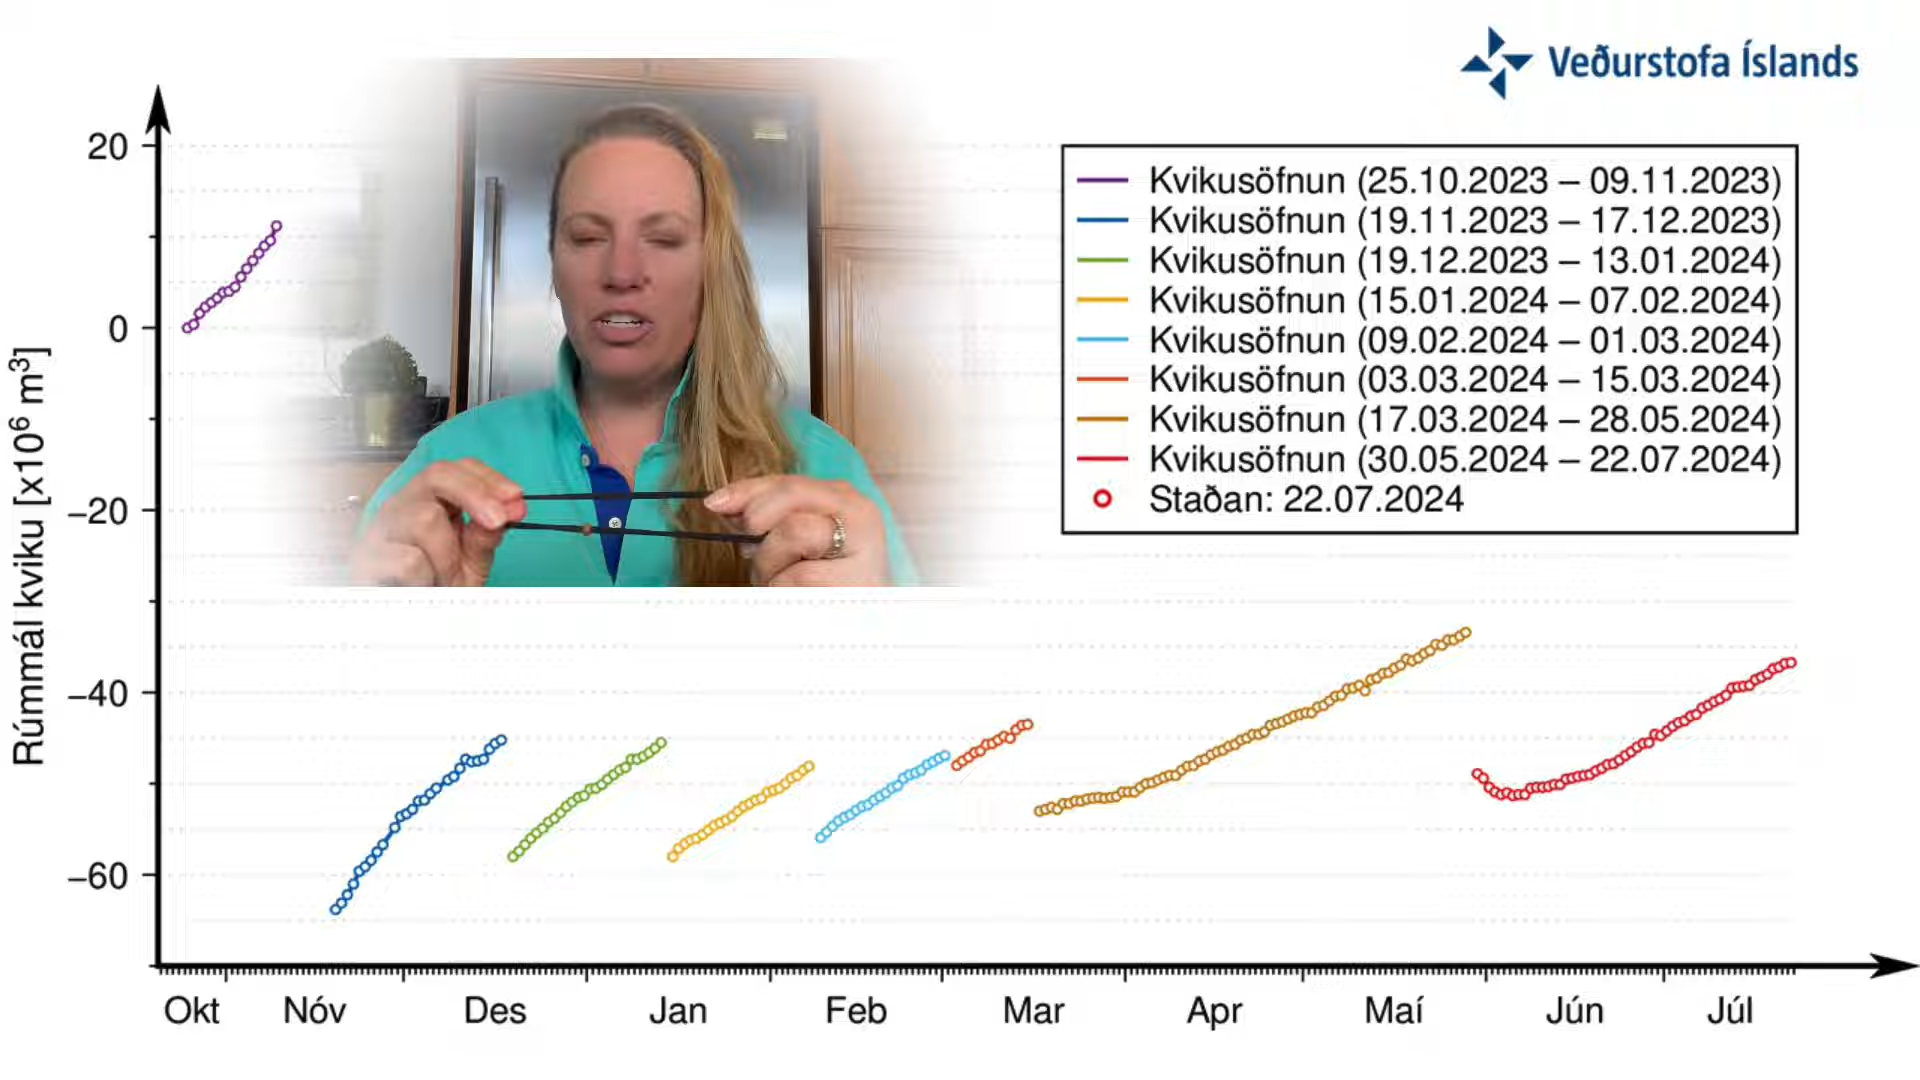 Veðurstofa Íslands
Rúmmál kviku [x10⁶ m³]
20
0
−20
−40
−60
Kvikusöfnun (25.10.2023 – 09.11.2023)
Kvikusöfnun (19.11.2023 – 17.12.2023)
Kvikusöfnun (19.12.2023 – 13.01.2024)
Kvikusöfnun (15.01.2024 – 07.02.2024)
Kvikusöfnun (09.02.2024 – 01.03.2024)
Kvikusöfnun (03.03.2024 – 15.03.2024)
Kvikusöfnun (17.03.2024 – 28.05.2024)
Kvikusöfnun (30.05.2024 – 22.07.2024)
Staðan: 22.07.2024
Okt Nóv Des Jan Feb Mar Apr Maí Jún Júl